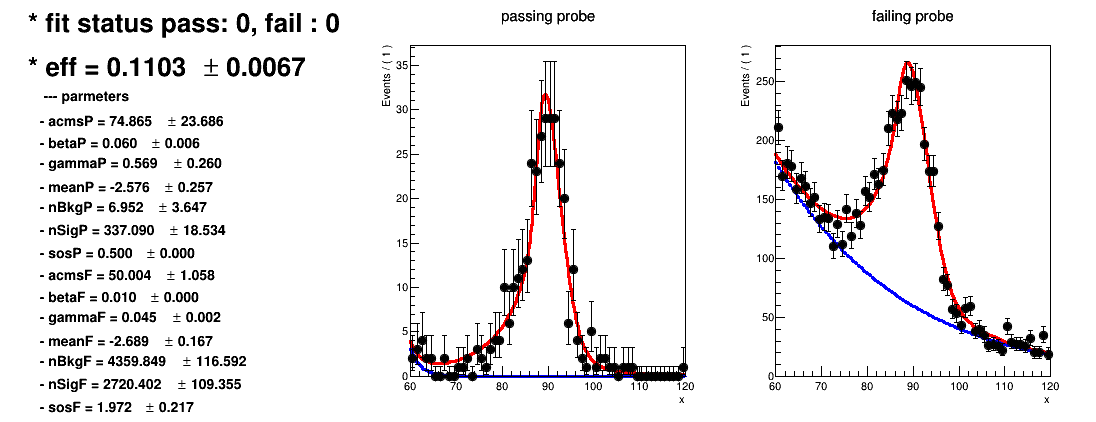 * fit status pass: 0, fail : 0
* eff = 0.1103 ± 0.0067
--- parmeters
- acmsP = 74.865 ± 23.686
- betaP = 0.060 ± 0.006
- gammaP = 0.569 ± 0.260
- meanP = -2.576 ± 0.257
- nBkgP = 6.952 ± 3.647
- nSigP = 337.090 ± 18.534
- sosP = 0.500 ± 0.000
- acmsF = 50.004 ± 1.058
- betaF = 0.010 ± 0.000
- gammaF = 0.045 ± 0.002
- meanF = -2.689 ± 0.167
- nBkgF = 4359.849 ± 116.592
- nSigF = 2720.402 ± 109.355
- sosF = 1.972 ± 0.217
passing probe
Events / ( 1 )
35
30
25
20
15
10
5
0
60 70 80 90 100 110 120
x
failing probe
Events / ( 1 )
250
200
150
100
50
0
60 70 80 90 100 110 120
x